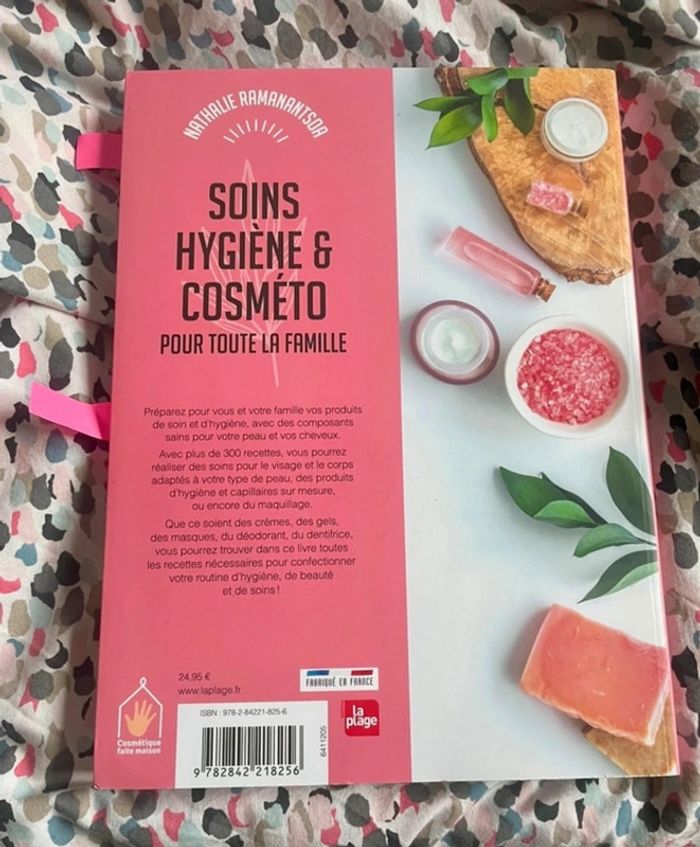 NATHALIE RAMANANTSOA
SOINS
HYGIÈNE &
COSMÉTO
POUR TOUTE LA FAMILLE
Préparez pour vous et votre famille vos produits
de soin et d'hygiène, avec des composants
sains pour votre peau et vos cheveux.
Avec plus de 300 recettes, vous pourrez
réaliser des soins pour le visage et le corps
adaptés à votre type de peau, des produits
d'hygiène et capillaires sur mesure,
ou encore du maquillage.
Que ce soient des crèmes, des gels,
des masques, du déodorant, du dentifrice,
vous pourrez trouver dans ce livre toutes
les recettes nécessaires pour confectionner
votre routine d'hygiène, de beauté
et de soins !
24,95 €
www.laplage.fr
FABRIQUÉ EN FRANCE
ISBN : 978-2-84221-825-6
9 782842 218256
6411205
la
plage
Cosmétique
faite maison